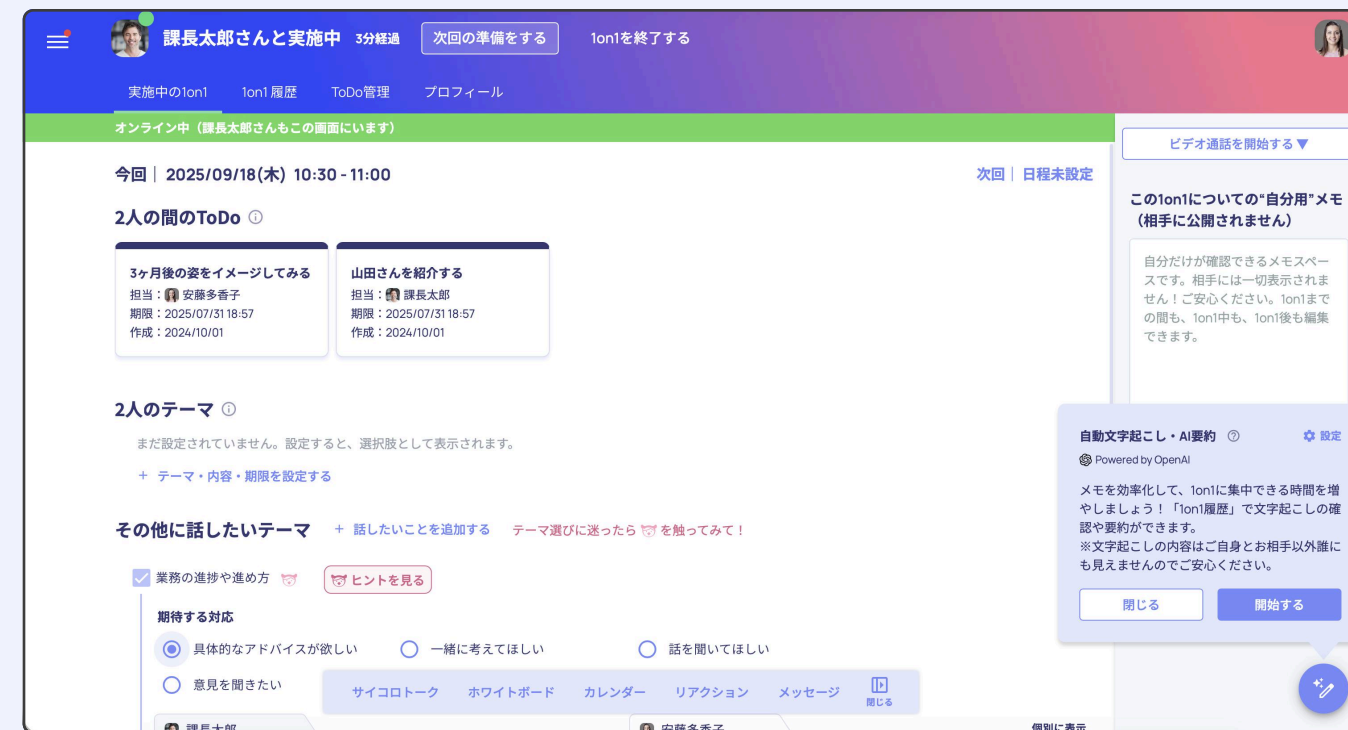 課長太郎さんと実施中 3分経過 次回の準備をする 1on1を終了する
実施中の1on1 1on1履歴 ToDo管理 プロフィール
オンライン中（課長太郎さんもこの画面にいます）
今回｜2025/09/18(木) 10:30 - 11:00
次回｜日程未設定
2人の間のToDo
3ヶ月後の姿をイメージしてみる
担当：安藤多香子
期限：2025/07/31 18:57
作成：2024/10/01
山田さんを紹介する
担当：課長太郎
期限：2025/07/31 18:57
作成：2024/10/01
2人のテーマ
まだ設定されていません。設定すると、選択肢として表示されます。
+ テーマ・内容・期限を設定する
その他に話したいテーマ + 話したいことを追加する テーマ選びに迷ったら を触ってみて！
業務の進捗や進め方 ヒントを見る
期待する対応
具体的なアドバイスが欲しい 一緒に考えてほしい 話を聞いてほしい
意見を聞きたい
サイコロトーク ホワイトボード カレンダー リアクション メッセージ 閉じる
課長太郎 安藤多香子 個別に表示
ビデオ通話を開始する▼
この1on1についての“自分用”メモ
（相手に公開されません）
自分だけが確認できるメモスペー
スです。相手には一切表示されま
せん！ご安心ください。1on1まで
の間も、1on1中も、1on1後も編集
できます。
自動文字起こし・AI要約 設定
Powered by OpenAI
メモを効率化して、1on1に集中できる時間を増
やしましょう！「1on1履歴」で文字起こしの確
認や要約ができます。
※文字起こしの内容はご自身とお相手以外誰に
も見えませんのでご安心ください。
閉じる 開始する